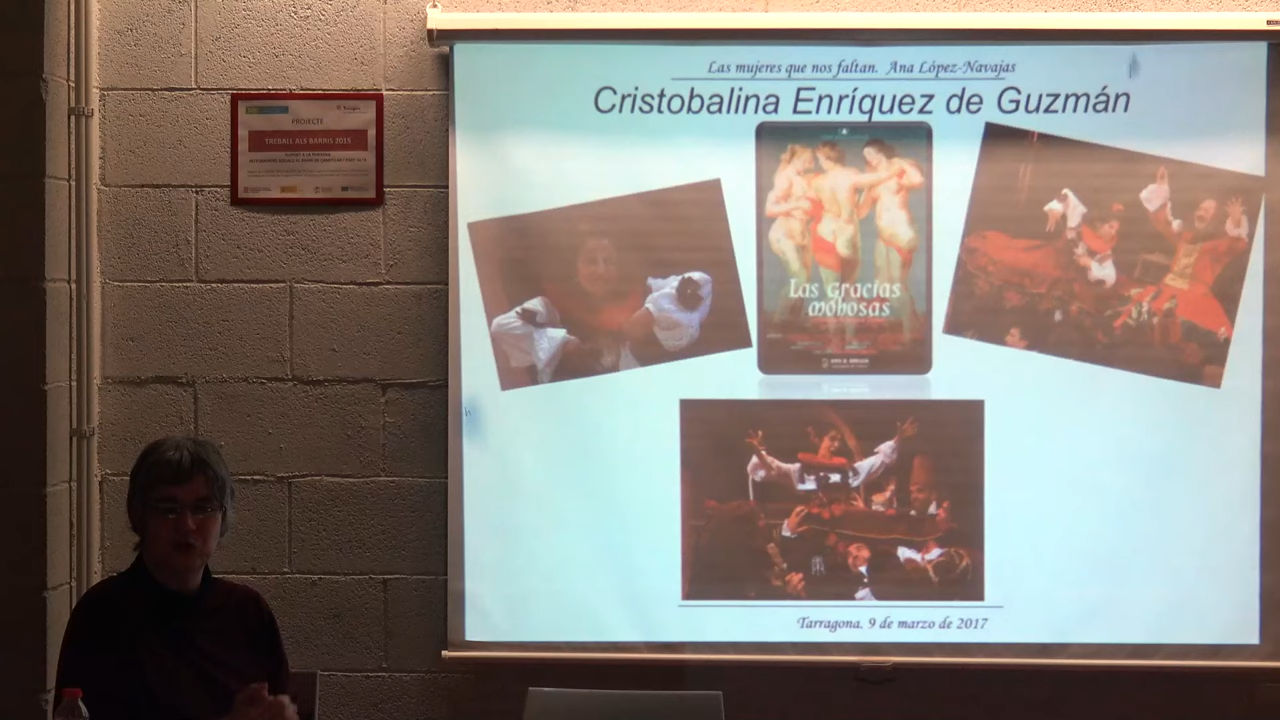 Las mujeres que nos faltan. Ana López-Navajas
Cristobalina Enríquez de Guzmán
PROJECTE
TREBALL ALS BARRIS 2015
Las gracias
mohosas
Tarragona. 9 de marzo de 2017